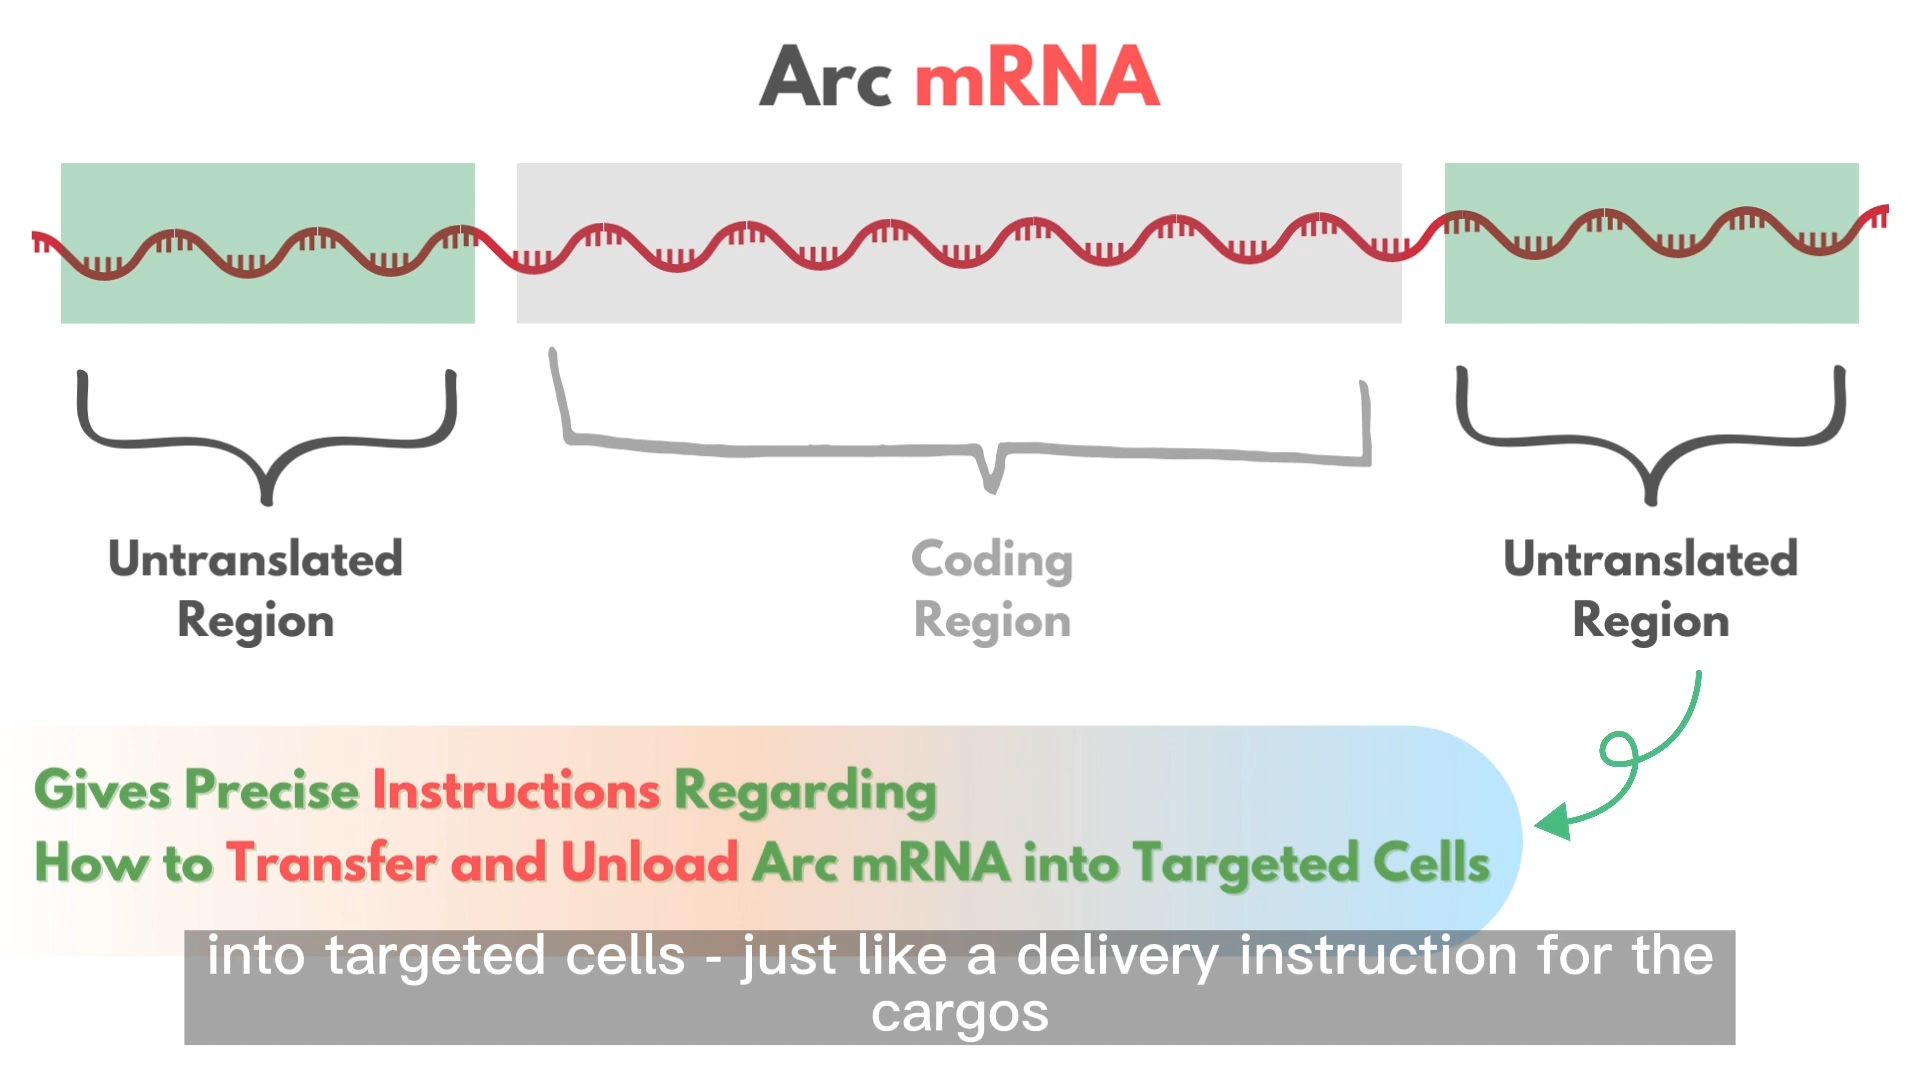 Arc mRNA
Untranslated
Region
Coding
Region
Untranslated
Region
Gives Precise Instructions Regarding
How to Transfer and Unload Arc mRNA into Targeted Cells
into targeted cells - just like a delivery instruction for the
cargos